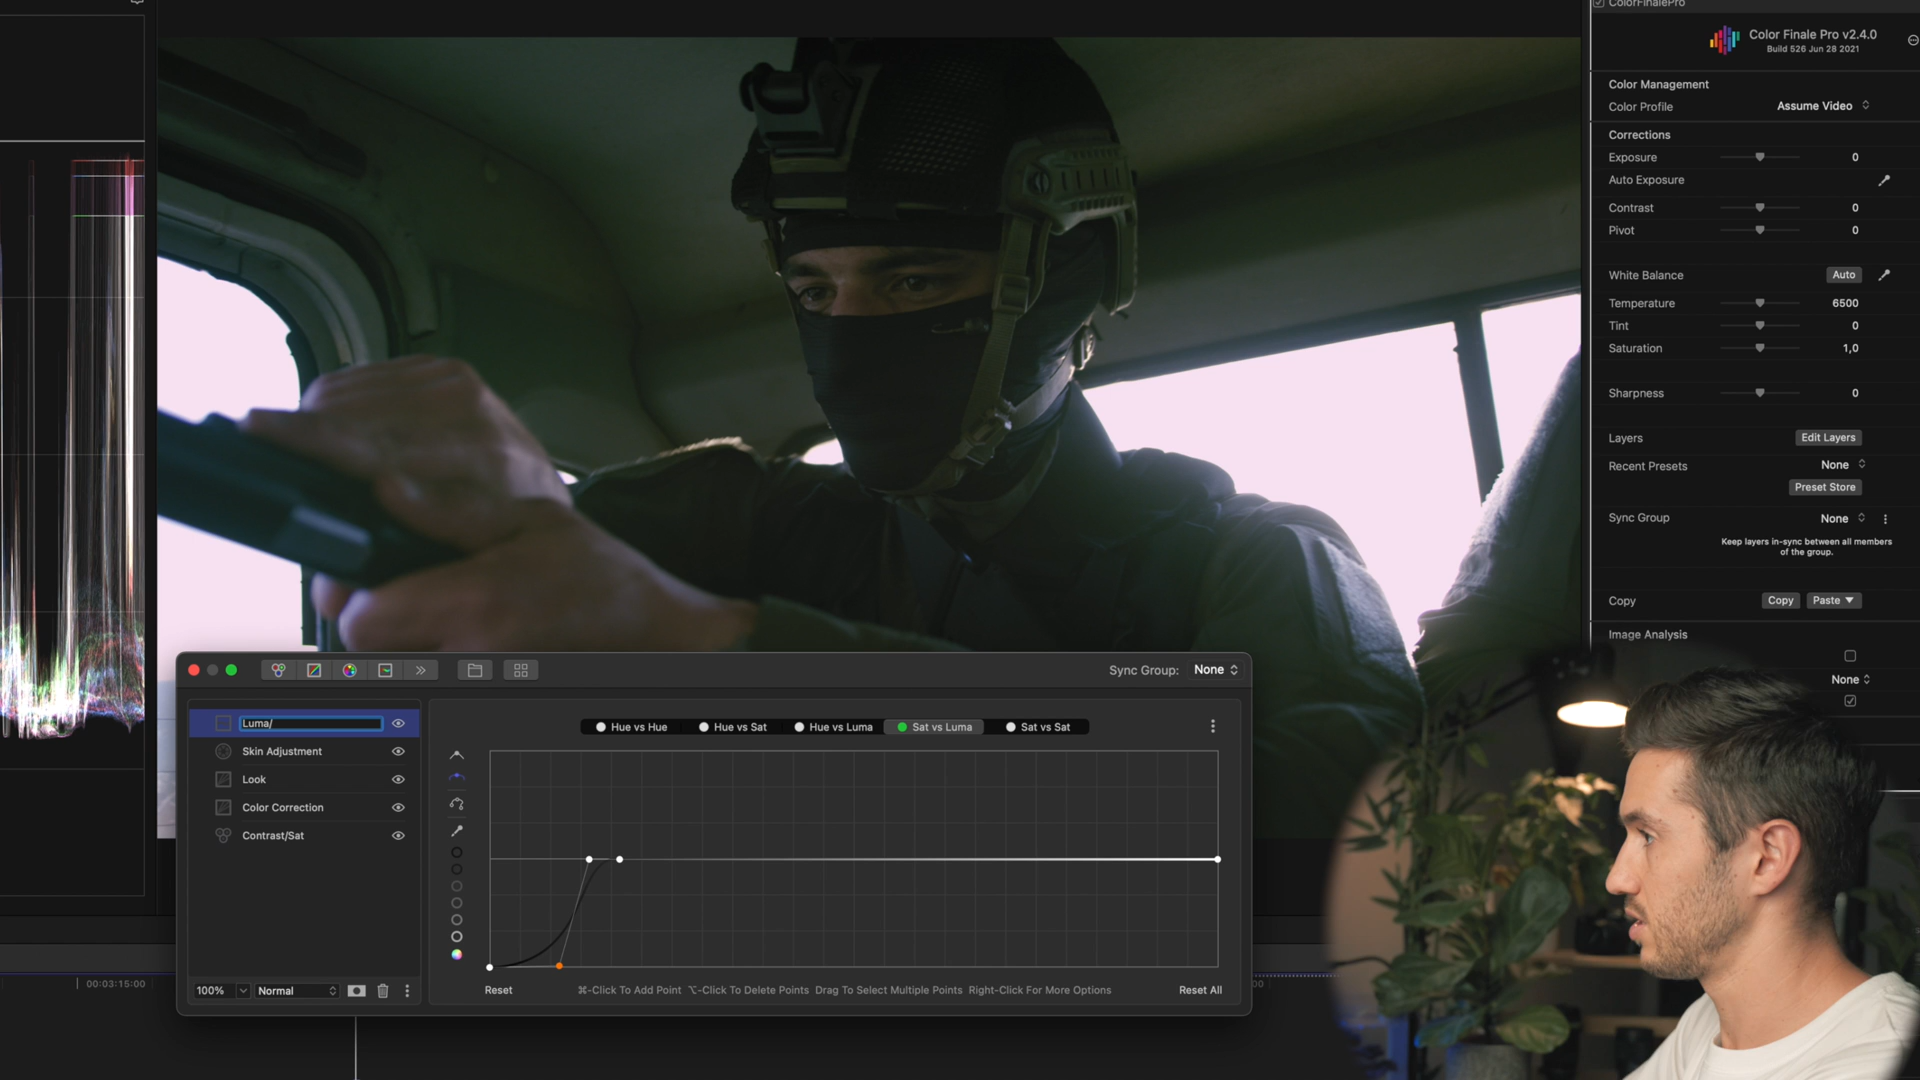 ColorFinalePro
Color Finale Pro v2.4.0
Build 526 Jun 28 2021
Color Management
Color Profile
Assume Video
Corrections
Exposure
0
Auto Exposure
Contrast
0
Pivot
0
White Balance
Auto
Temperature
6500
Tint
0
Saturation
1,0
Sharpness
0
Layers
Edit Layers
Recent Presets
None
Preset Store
Sync Group
None
Keep layers in-sync between all members
of the group.
Copy
Copy
Paste
Image Analysis
None
Sync Group:
None
Luma/
Skin Adjustment
Look
Color Correction
Contrast/Sat
Hue vs Hue
Hue vs Sat
Hue vs Luma
Sat vs Luma
Sat vs Sat
100%
Normal
Reset
⌘-Click To Add Point
⌥-Click To Delete Points
Drag To Select Multiple Points
Right-Click For More Options
Reset All
00:03:15:00
00